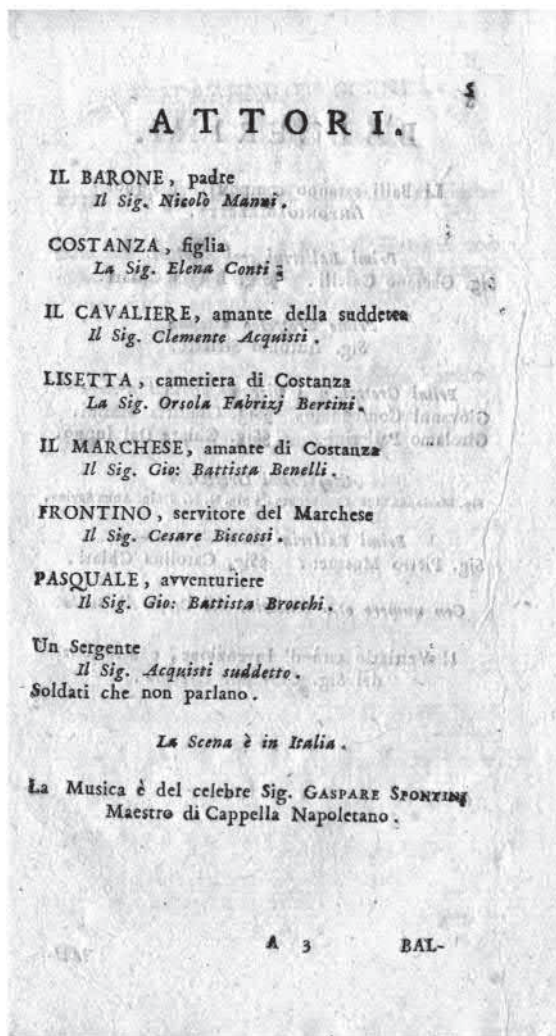 5
ATTORI.
IL BARONE, padre
Il Sig. Nicolò Manni.
COSTANZA, figlia
La Sig. Elena Conti.
IL CAVALIERE, amante della suddetta
Il Sig. Clemente Acquisti.
LISETTA, cameriera di Costanza
La Sig. Orsola Fabrizj Bertini.
IL MARCHESE, amante di Costanza
Il Sig. Gio: Battista Benelli.
FRONTINO, servitore del Marchese
Il Sig. Cesare Biscossi.
PASQUALE, avventuriere
Il Sig. Gio: Battista Brocchi.
Un Sergente
Il Sig. Acquisti suddetto.
Soldati che non parlano.
La Scena è in Italia.
La Musica è del celebre Sig. GASPARE SPONTINI
Maestro di Cappella Napoletano.
A 3 BAL-